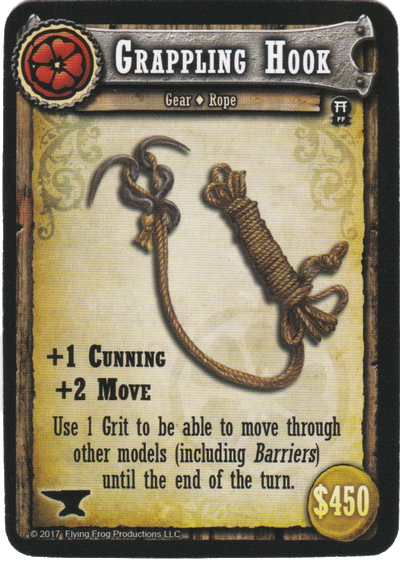 Grappling Hook
Gear ♦ Rope
FF
+1 Cunning
+2 Move
Use 1 Grit to be able to move through
other models (including Barriers)
until the end of the turn.
$450
© 2017 Flying Frog Productions LLC